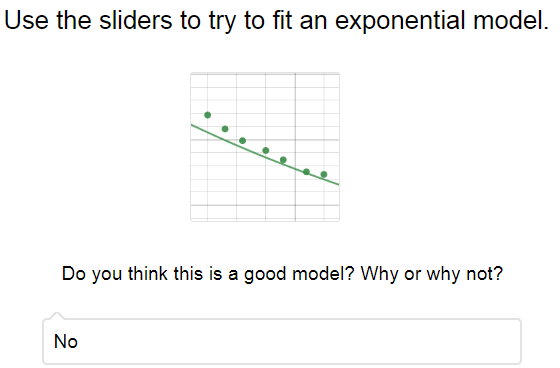 Use the sliders to try to fit an exponential model.
Do you think this is a good model? Why or why not?
No